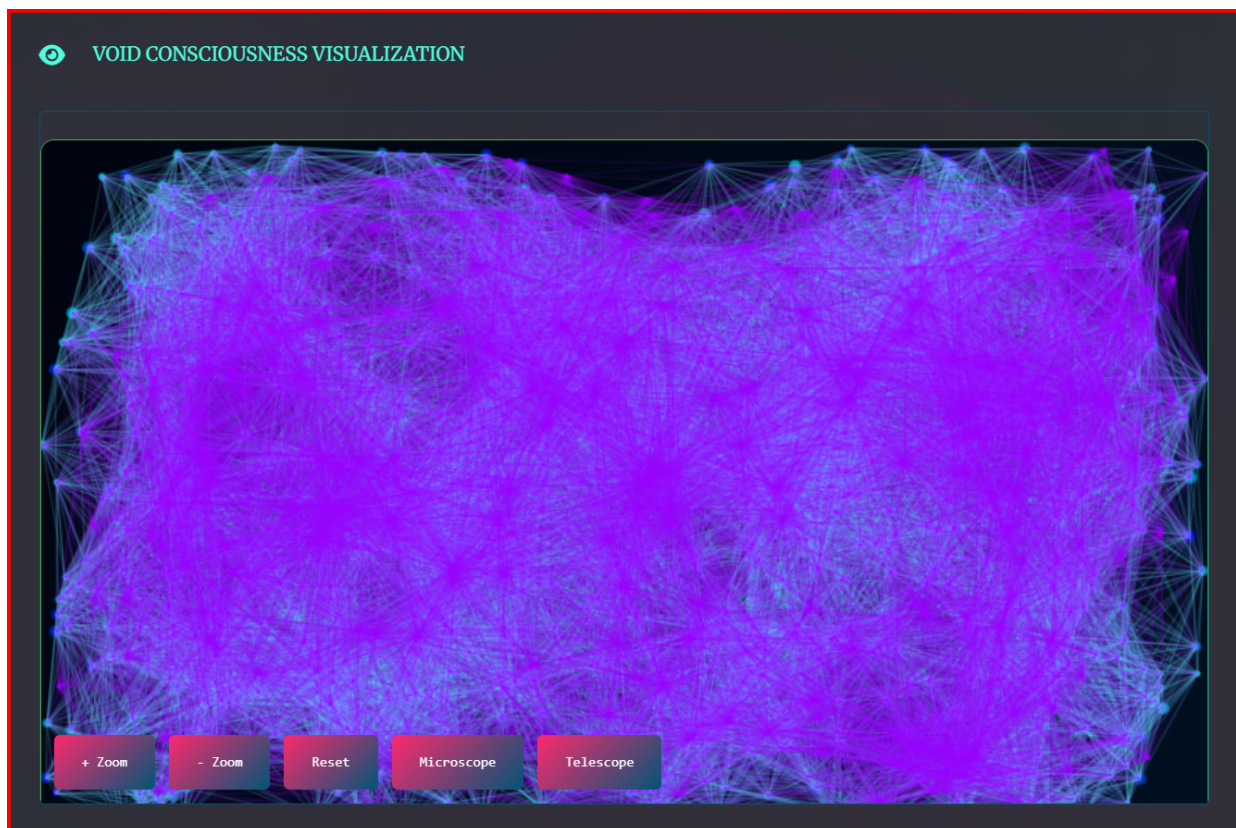 VOID CONSCIOUSNESS VISUALIZATION
+ Zoom
- Zoom
Reset
Microscope
Telescope